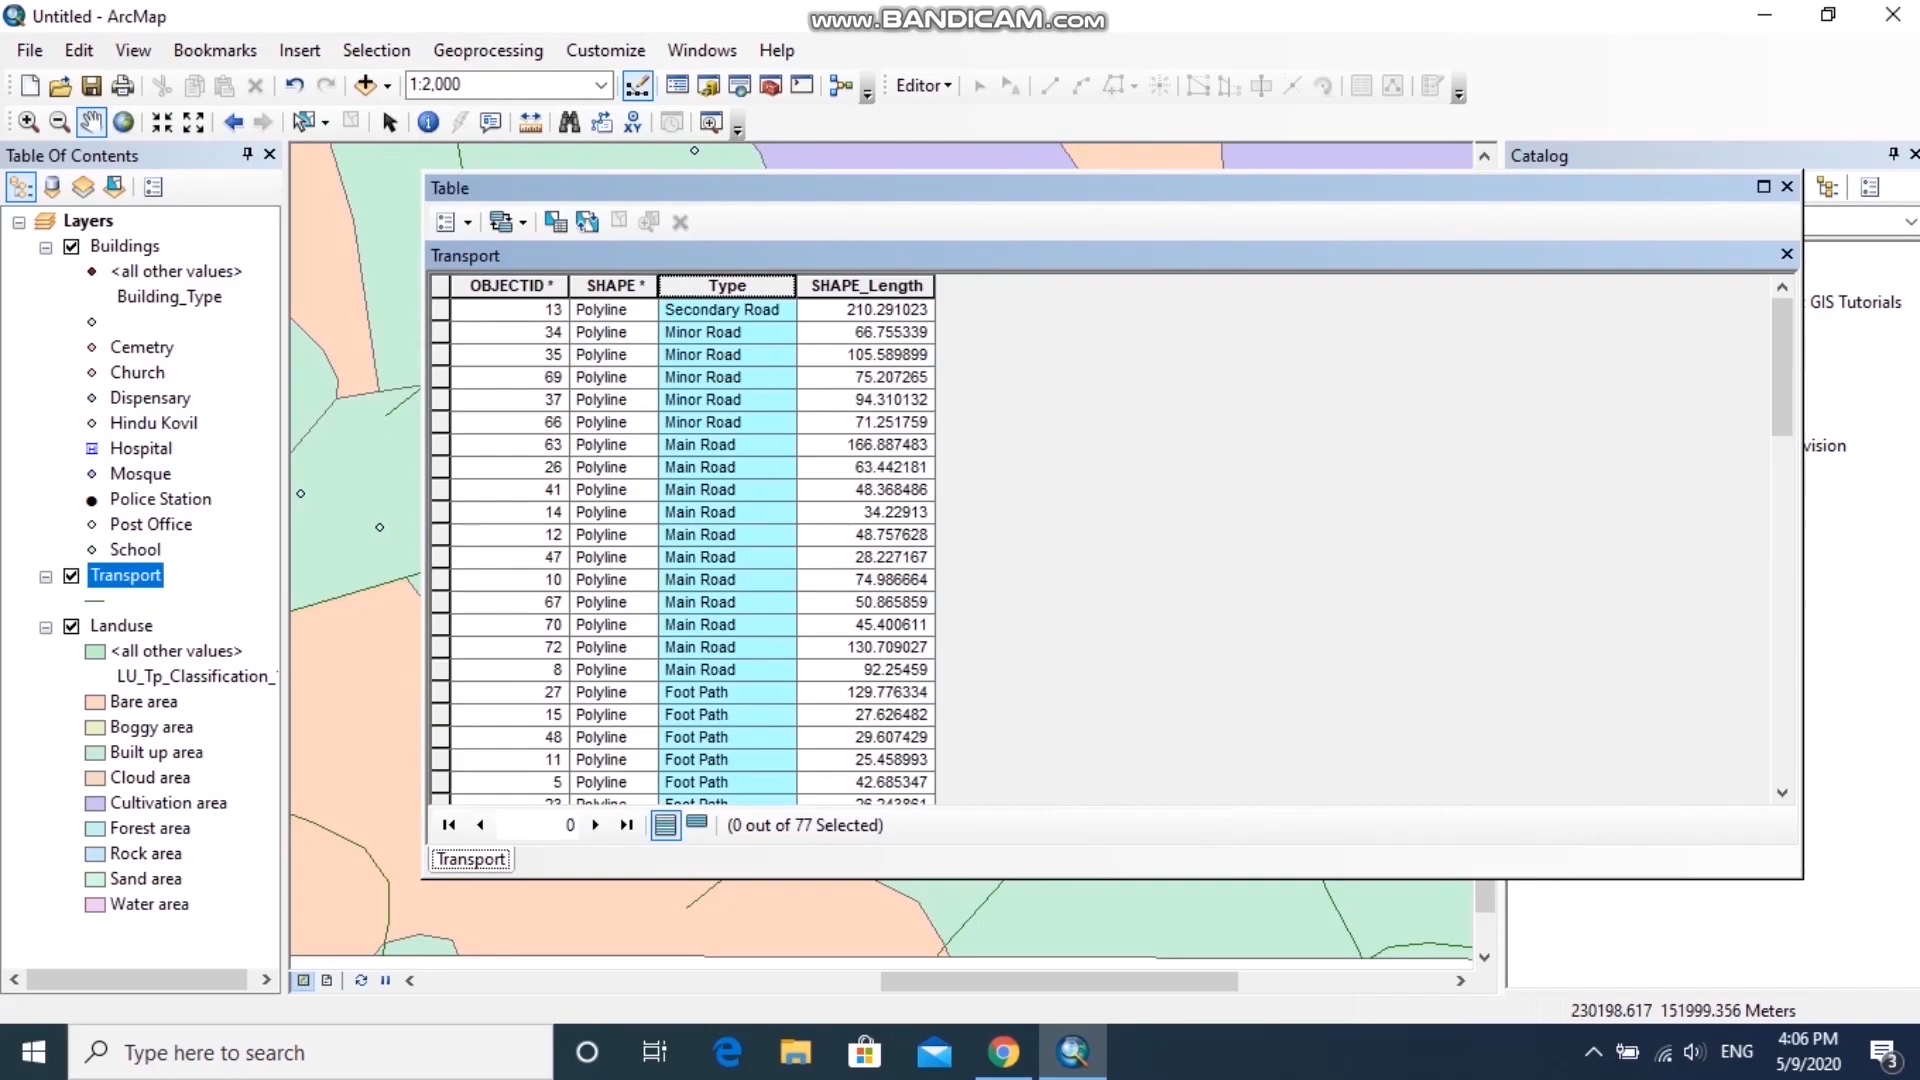 Untitled - ArcMap
www.BANDICAM.com
File Edit View Bookmarks Insert Selection Geoprocessing Customize Windows Help
1:2,000
Editor
Table Of Contents
Catalog
Table
Layers
Buildings
<all other values>
Building_Type
Cemetry
Church
Dispensary
Hindu Kovil
Hospital
Mosque
Police Station
Post Office
School
Transport
Landuse
<all other values>
LU_Tp_Classification_
Bare area
Boggy area
Built up area
Cloud area
Cultivation area
Forest area
Rock area
Sand area
Water area
Transport
OBJECTID * SHAPE * Type SHAPE_Length
13 Polyline Secondary Road 210.291023
34 Polyline Minor Road 66.755339
35 Polyline Minor Road 105.589899
69 Polyline Minor Road 75.207265
37 Polyline Minor Road 94.310132
66 Polyline Minor Road 71.251759
63 Polyline Main Road 166.887483
26 Polyline Main Road 63.442181
41 Polyline Main Road 48.368486
14 Polyline Main Road 34.22913
12 Polyline Main Road 48.757628
47 Polyline Main Road 28.227167
10 Polyline Main Road 74.986664
67 Polyline Main Road 50.865859
70 Polyline Main Road 45.400611
72 Polyline Main Road 130.709027
8 Polyline Main Road 92.25459
27 Polyline Foot Path 129.776334
15 Polyline Foot Path 27.626482
48 Polyline Foot Path 29.607429
11 Polyline Foot Path 25.458993
5 Polyline Foot Path 42.685347
23 Polyline Foot Path 26.243861
0
(0 out of 77 Selected)
Transport
GIS Tutorials
vision
230198.617 151999.356 Meters
Type here to search
ENG
4:06 PM
5/9/2020
3